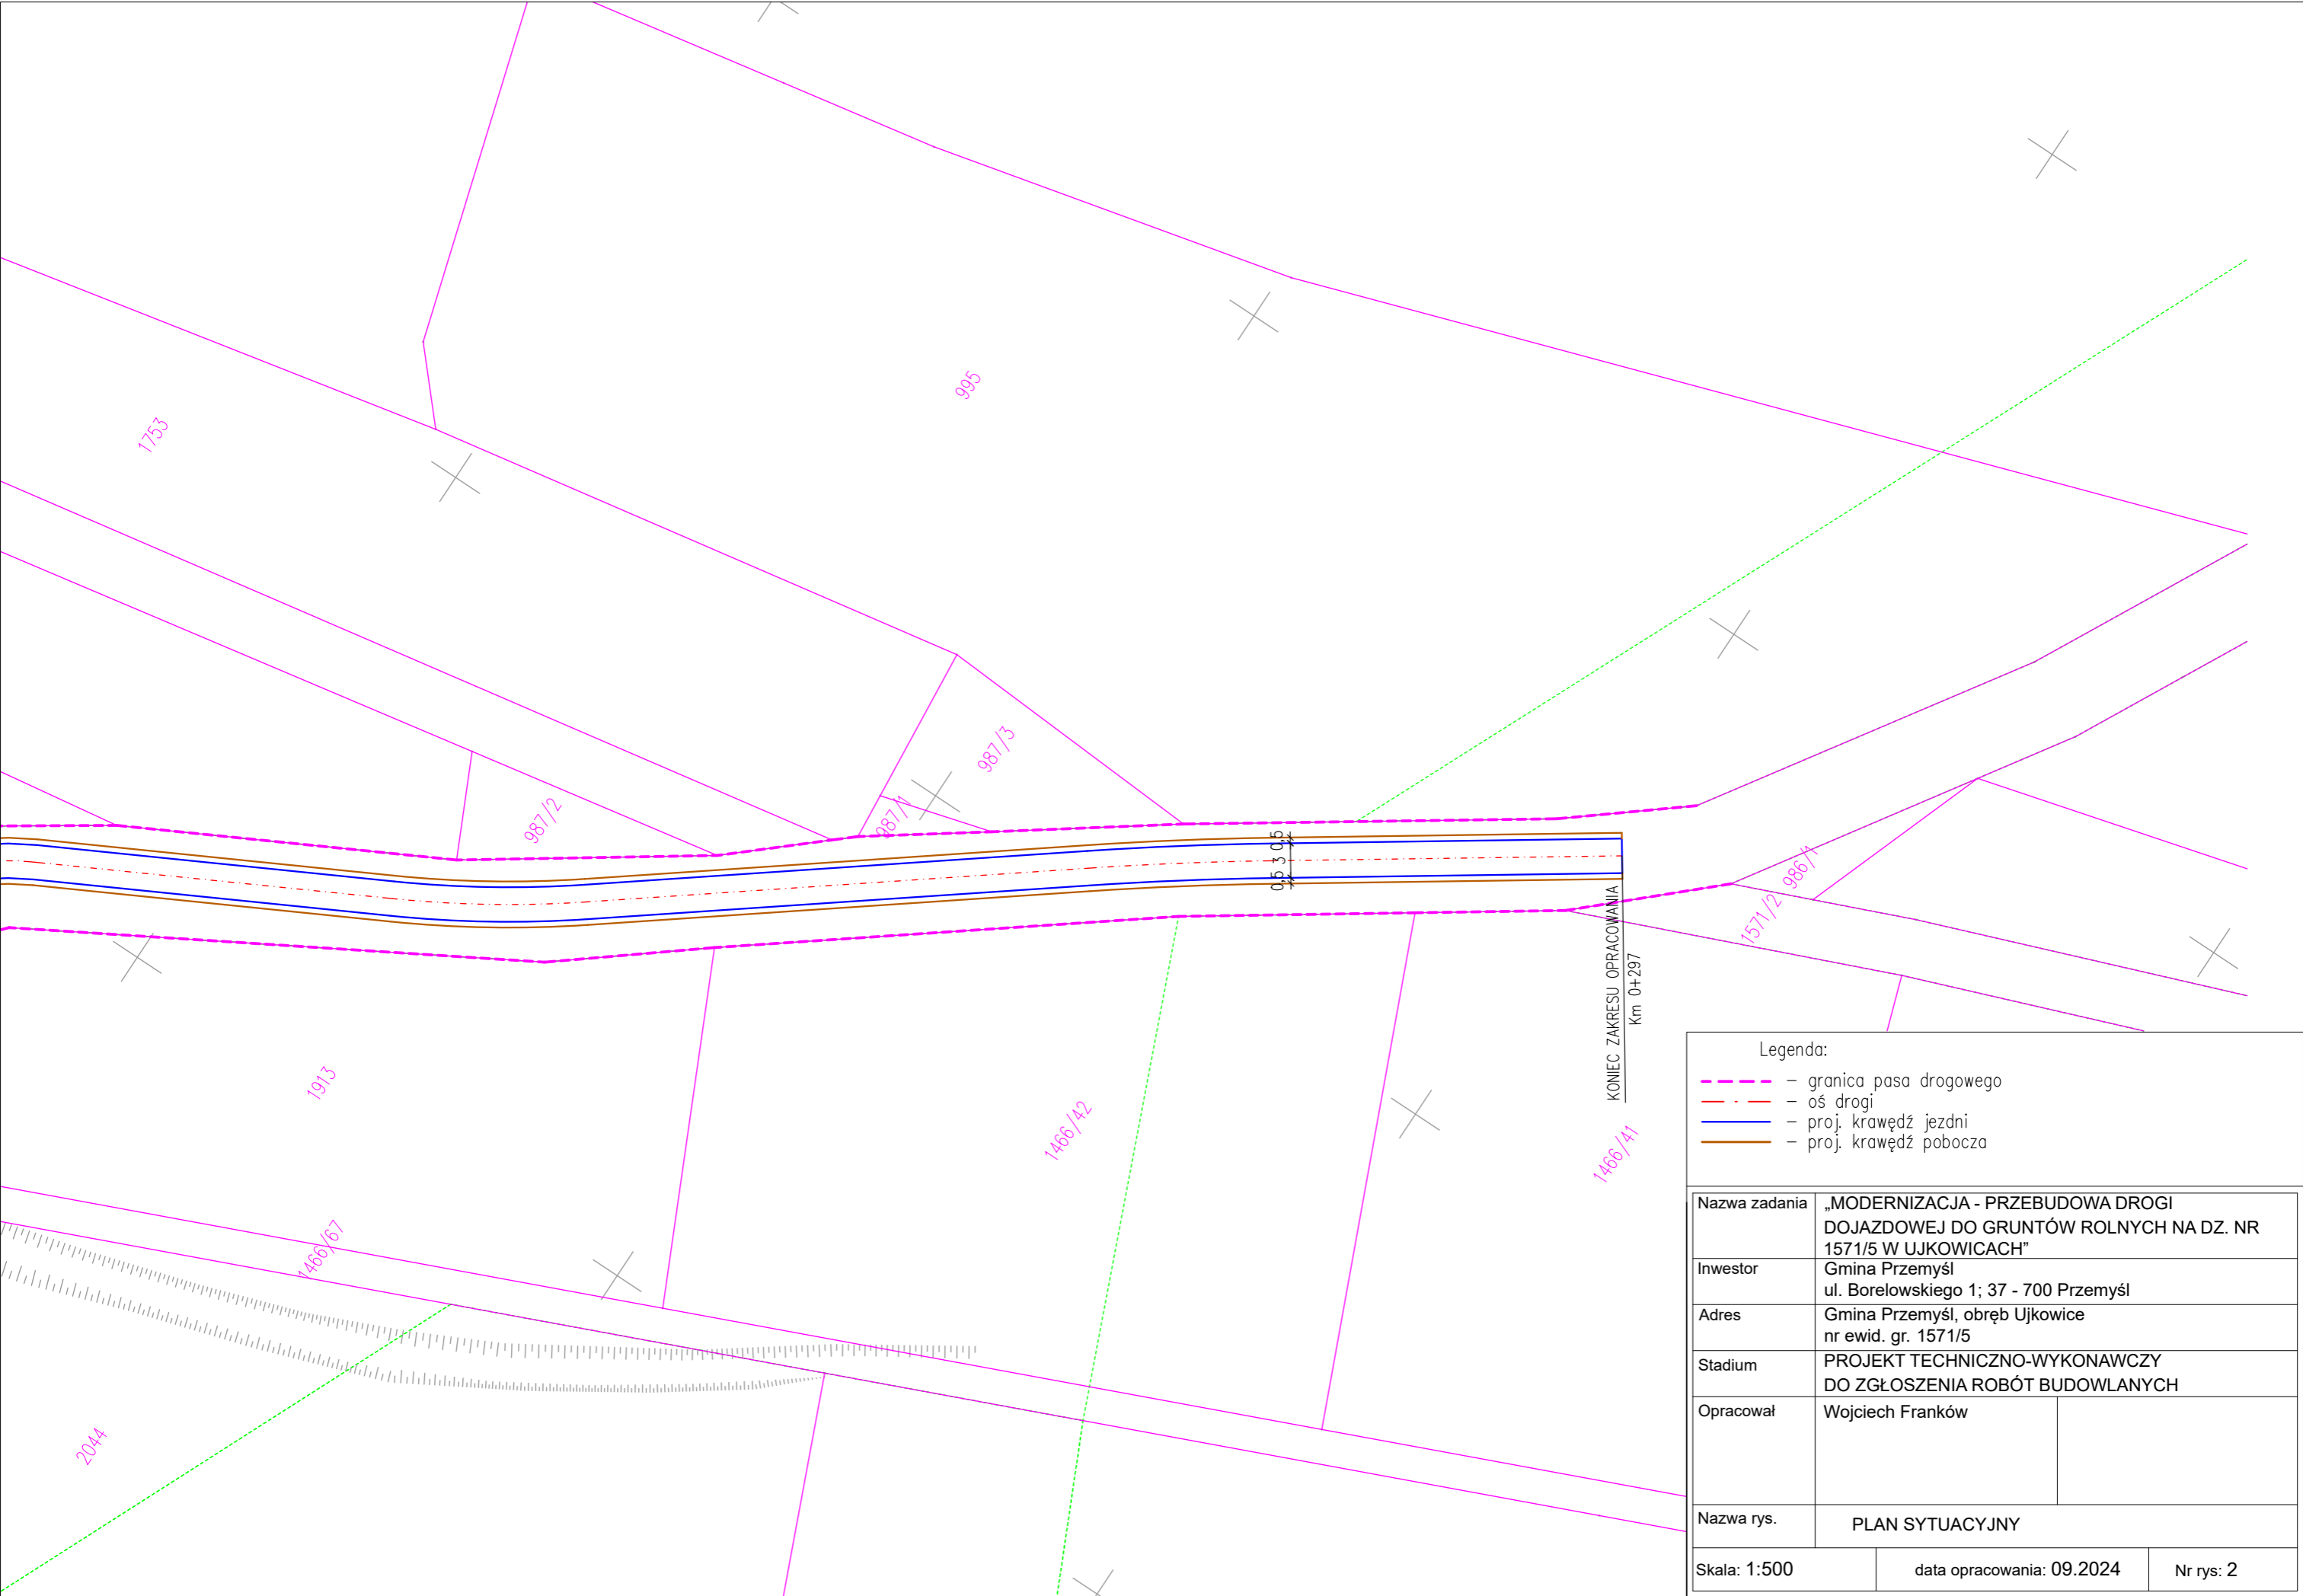 995
1753
987/3
987/2
987/1
0,5 3 0,5
986/1
1571/2
KONIEC ZAKRESU OPRACOWANIA
Km 0+297
1913
1466/42
1466/41
1466/67
2044
Legenda:
– granica pasa drogowego
– oś drogi
– proj. krawędź jezdni
– proj. krawędź pobocza
Nazwa zadania
„MODERNIZACJA - PRZEBUDOWA DROGI
DOJAZDOWEJ DO GRUNTÓW ROLNYCH NA DZ. NR
1571/5 W UJKOWICACH”
Inwestor
Gmina Przemyśl
ul. Borelowskiego 1; 37 - 700 Przemyśl
Adres
Gmina Przemyśl, obręb Ujkowice
nr ewid. gr. 1571/5
Stadium
PROJEKT TECHNICZNO-WYKONAWCZY
DO ZGŁOSZENIA ROBÓT BUDOWLANYCH
Opracował
Wojciech Franków
Nazwa rys.
PLAN SYTUACYJNY
Skala: 1:500
data opracowania: 09.2024
Nr rys: 2